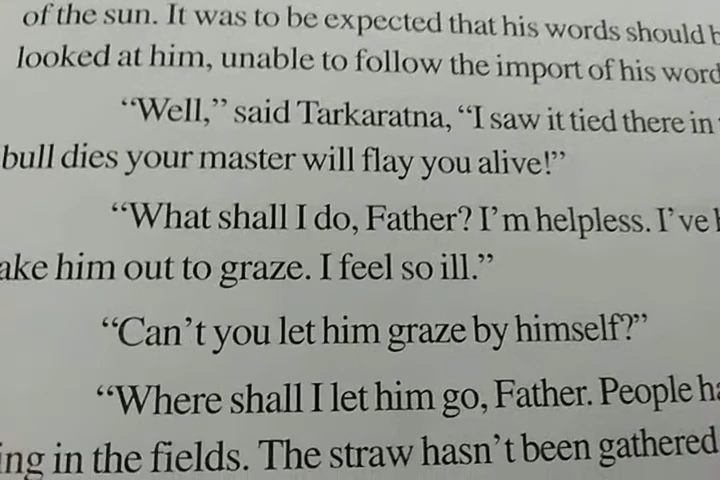 of the sun. It was to be expected that his words should
looked at him, unable to follow the import of his
“Well,” said Tarkaratna, “I saw it tied there in
bull dies your master will flay you alive!”
“What shall I do, Father? I’m helpless. I’ve
him out to graze. I feel so ill.”
“Can’t you let him graze by himself?”
“Where shall I let him go, Father. People
in the fields. The straw hasn’t been gathered